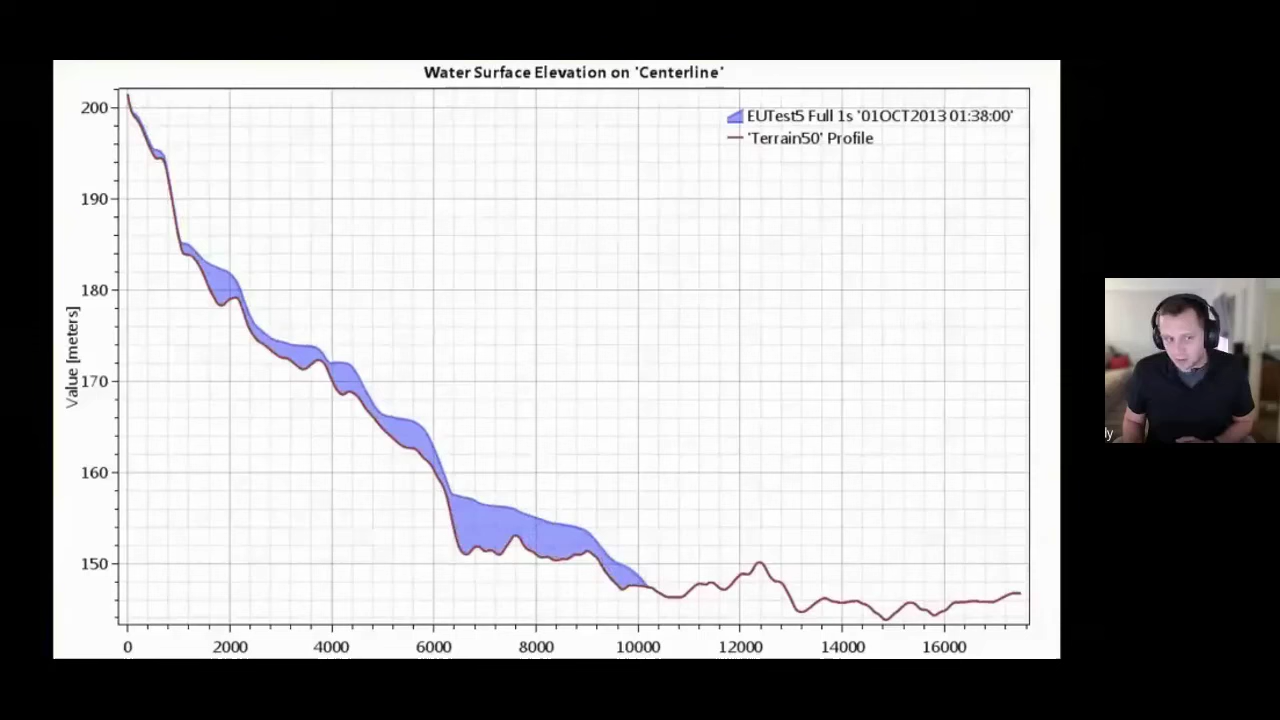 Water Surface Elevation on 'Centerline'
EUTest5 Full 1s '01OCT2013 01:38:00'
'Terrain50' Profile
200
190
180
170
160
150
Value [meters]
0 2000 4000 6000 8000 10000 12000 14000 16000
ly